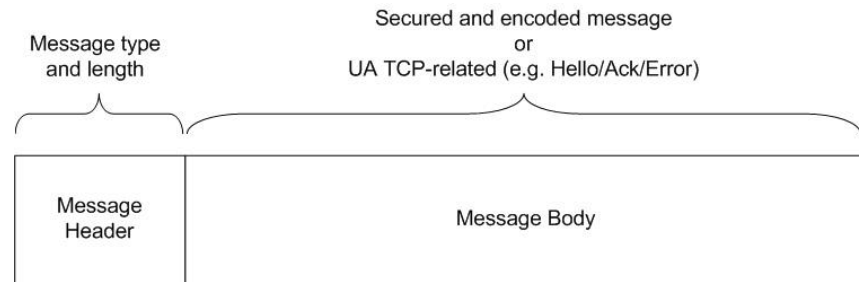 Message type
and length
Secured and encoded message
or
UA TCP-related (e.g. Hello/Ack/Error)
Message
Header
Message Body